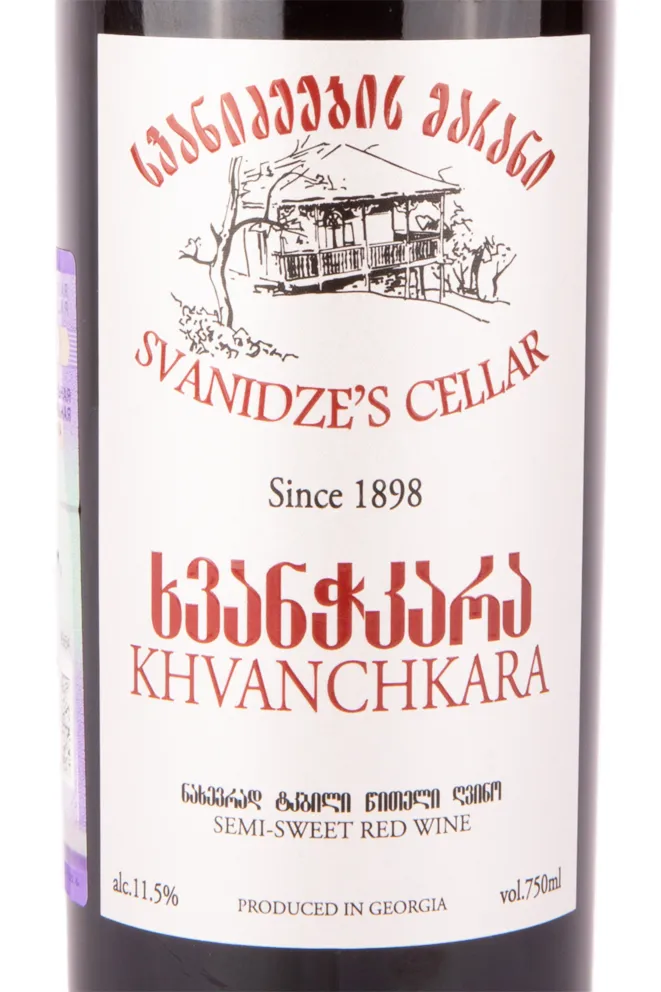 სვანიძეების მარანი
SVANIDZE'S CELLAR
Since 1898
ხვანჭკარა
KHVANCHKARA
ნახევრად ტკბილი წითელი ღვინო
SEMI-SWEET RED WINE
alc.11.5%
PRODUCED IN GEORGIA
vol.750ml